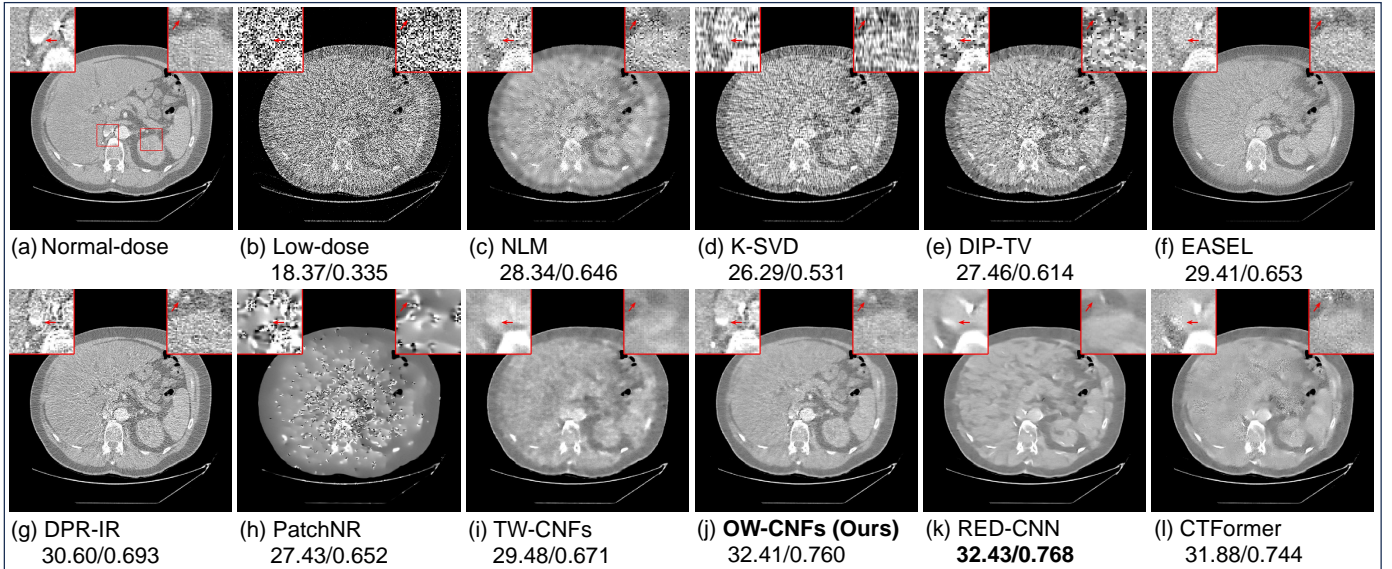 (a) Normal-dose (b) Low-dose (c) NLM (d) K-SVD (e) DIP-TV (f) EASEL
18.37/0.335 28.34/0.646 26.29/0.531 27.46/0.614 29.41/0.653
(g) DPR-IR (h) PatchNR (i) TW-CNFs (j) OW-CNFs (Ours) (k) RED-CNN (l) CTFormer
30.60/0.693 27.43/0.652 29.48/0.671 32.41/0.760 32.43/0.768 31.88/0.744